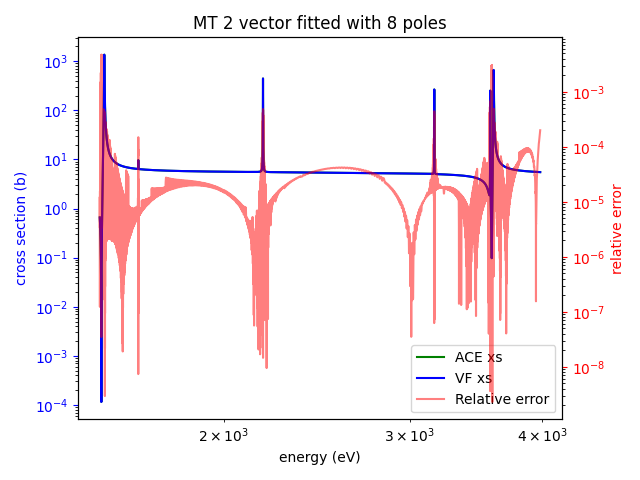 MT 2 vector fitted with 8 poles
cross section (b)
10³
10²
10¹
10⁰
10⁻¹
10⁻²
10⁻³
10⁻⁴
10⁻³
10⁻⁴
10⁻⁵
10⁻⁶
10⁻⁷
10⁻⁸
relative error
ACE xs
VF xs
Relative error
2 × 10³ 3 × 10³ 4 × 10³
energy (eV)